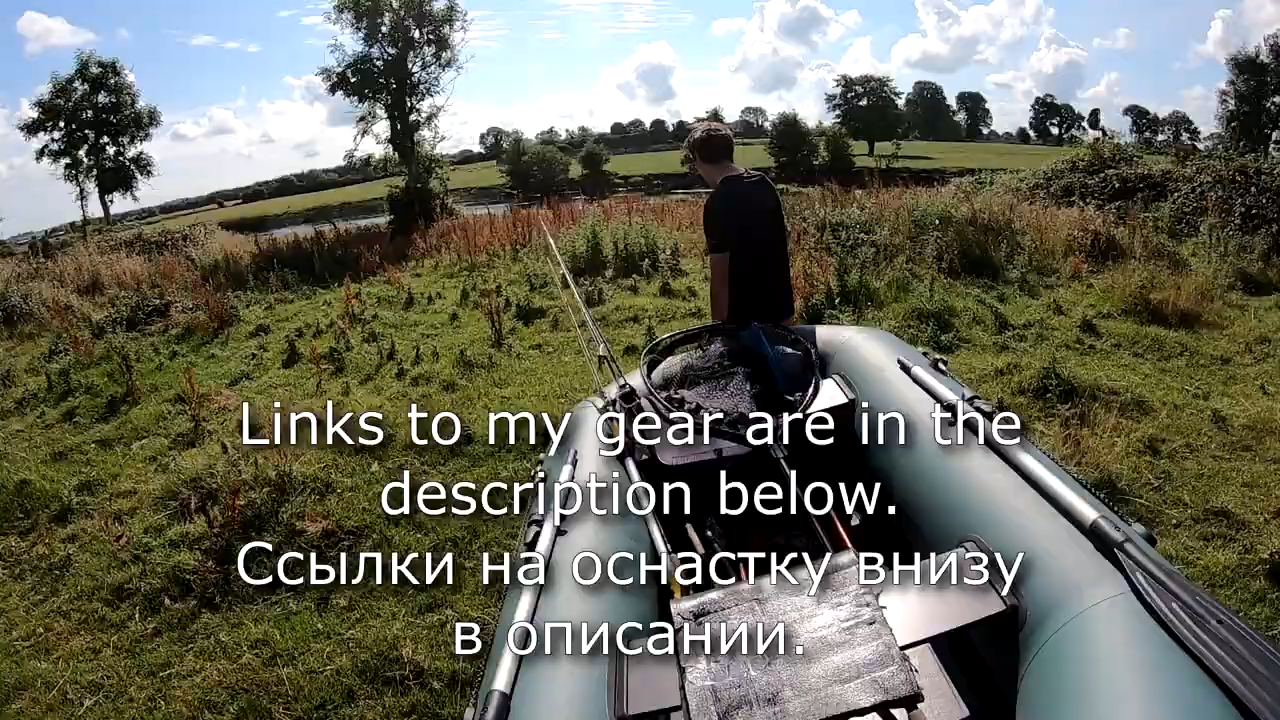 Links to my gear are in the
description below.
Ссылки на оснастку внизу
в описании.